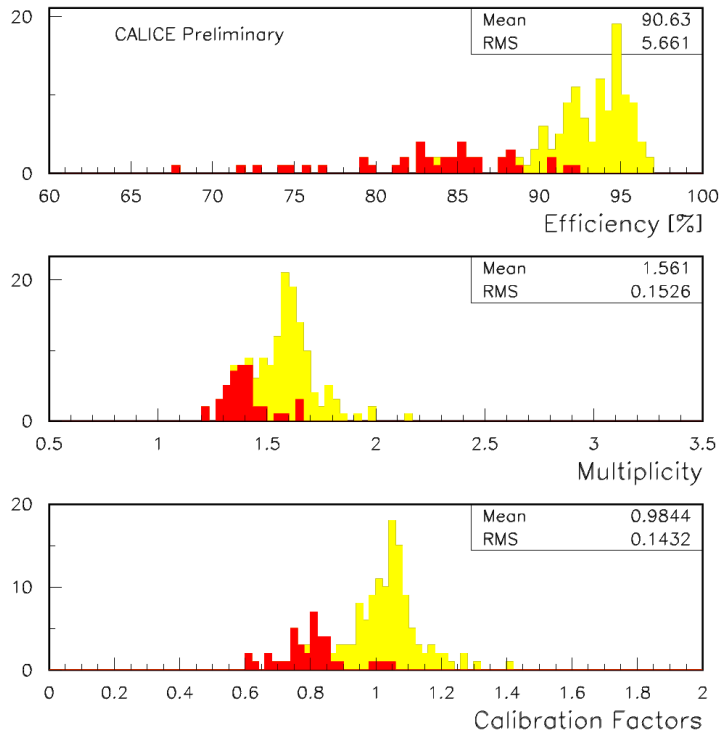 20
CALICE Preliminary
Mean 90.63
RMS 5.661
10
0
60 65 70 75 80 85 90 95 100
Efficiency [%]
Mean 1.561
RMS 0.1526
20
10
0
0.5 1 1.5 2 2.5 3 3.5
Multiplicity
20
Mean 0.9844
RMS 0.1432
10
0
0 0.2 0.4 0.6 0.8 1 1.2 1.4 1.6 1.8 2
Calibration Factors